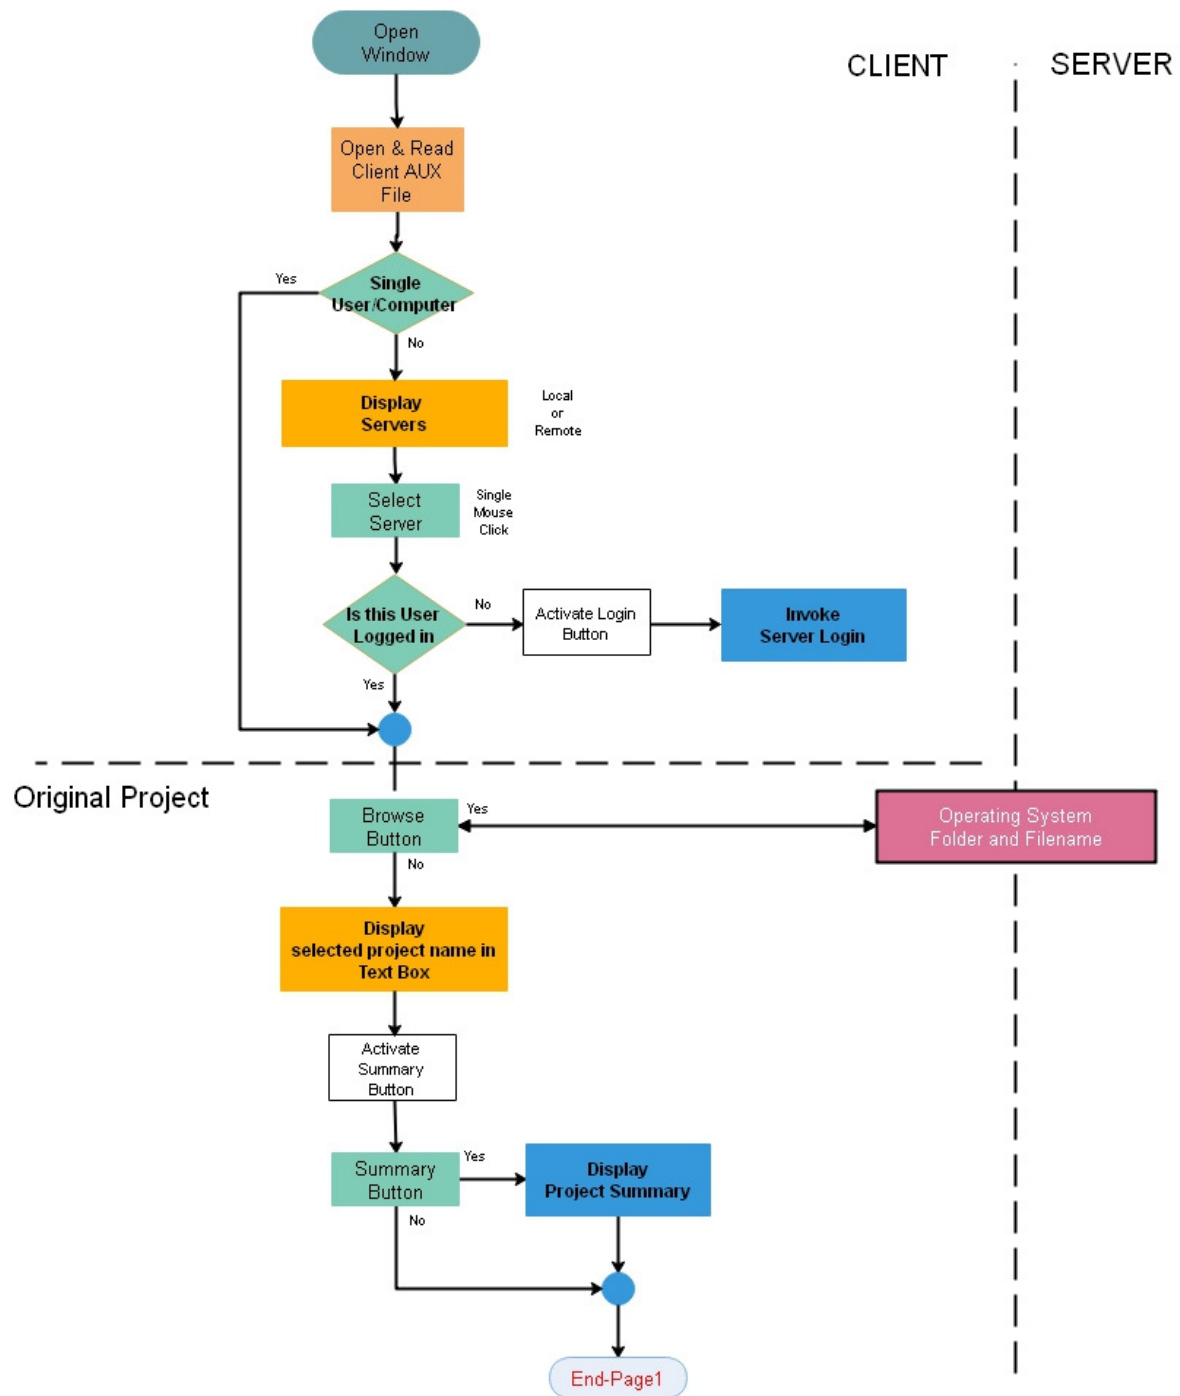 Open
Window
CLIENT
SERVER
Open & Read
Client AUX
File
Yes
Single
User/Computer
No
Display
Servers
Local
or
Remote
Select
Server
Single
Mouse
Click
Is this User
Logged in
No
Activate Login
Button
Invoke
Server Login
Yes
Original Project
Browse
Button
Yes
Operating System
Folder and Filename
No
Display
selected project name in
Text Box
Activate
Summary
Button
Summary
Button
Yes
Display
Project Summary
No
End-Page1